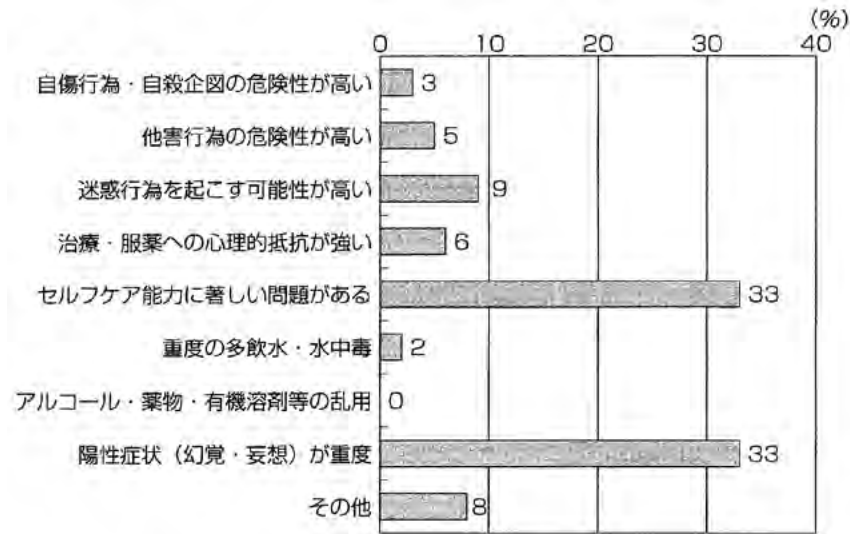 (%)
0 10 20 30 40
自傷行為・自殺企図の危険性が高い 3
他害行為の危険性が高い 5
迷惑行為を起こす可能性が高い 9
治療・服薬への心理的抵抗が強い 6
セルフケア能力に著しい問題がある 33
重度の多飲水・水中毒 2
アルコール・薬物・有機溶剤等の乱用 0
陽性症状（幻覚・妄想）が重度 33
その他 8